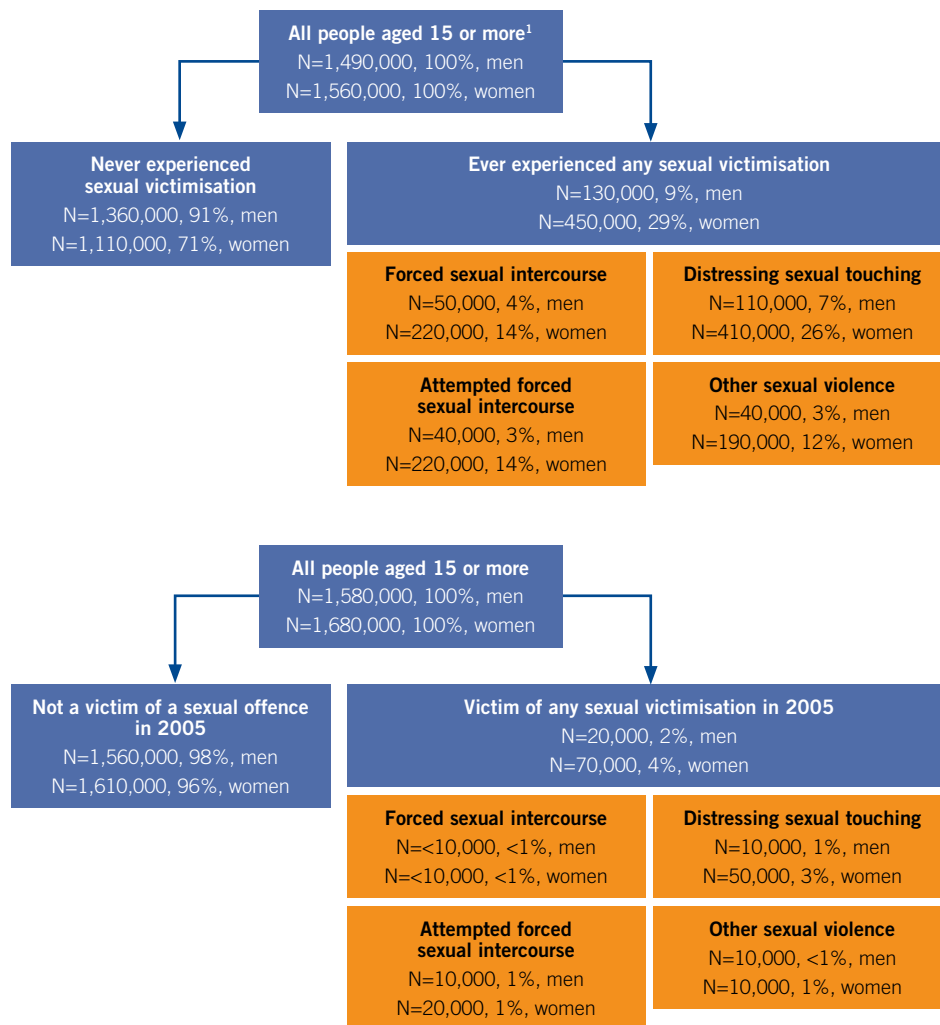 All people aged 15 or more¹
N=1,490,000, 100%, men
N=1,560,000, 100%, women
Never experienced
sexual victimisation
N=1,360,000, 91%, men
N=1,110,000, 71%, women
Ever experienced any sexual victimisation
N=130,000, 9%, men
N=450,000, 29%, women
Forced sexual intercourse
N=50,000, 4%, men
N=220,000, 14%, women
Distressing sexual touching
N=110,000, 7%, men
N=410,000, 26%, women
Attempted forced
sexual intercourse
N=40,000, 3%, men
N=220,000, 14%, women
Other sexual violence
N=40,000, 3%, men
N=190,000, 12%, women
All people aged 15 or more
N=1,580,000, 100%, men
N=1,680,000, 100%, women
Not a victim of a sexual offence
in 2005
N=1,560,000, 98%, men
N=1,610,000, 96%, women
Victim of any sexual victimisation in 2005
N=20,000, 2%, men
N=70,000, 4%, women
Forced sexual intercourse
N=<10,000, <1%, men
N=<10,000, <1%, women
Distressing sexual touching
N=10,000, 1%, men
N=50,000, 3%, women
Attempted forced
sexual intercourse
N=10,000, 1%, men
N=20,000, 1%, women
Other sexual violence
N=10,000, <1%, men
N=10,000, 1%, women